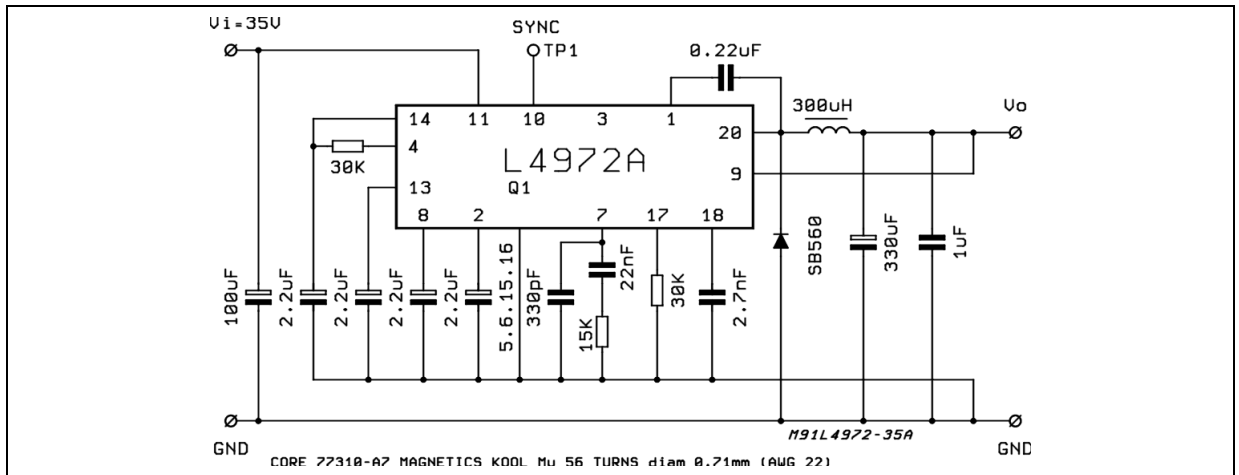 Vi=35V
SYNC
TP1
0.22uF
300uH
Vo
14 11 10 3 1
20
4
30K
L4972A
9
13
Q1
8 2 7 17 18
5.6.15.16
100uF
2.2uF
2.2uF
2.2uF
2.2uF
330pF
22nF
15K
30K
2.7nF
SB560
330uF
1uF
M91L4972-35A
GND
GND
CORE 77310-A7 MAGNETICS KOOL Mu 56 TURNS diam 0.71mm (AWG 22)